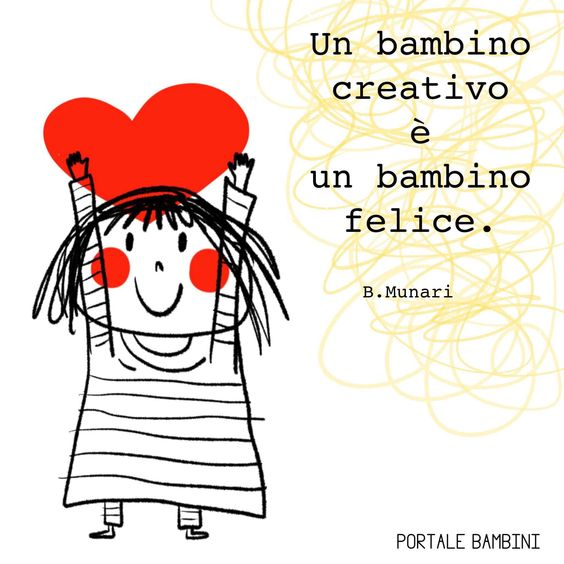 Un bambino
creativo
è
un bambino
felice.
B.Munari
PORTALE BAMBINI